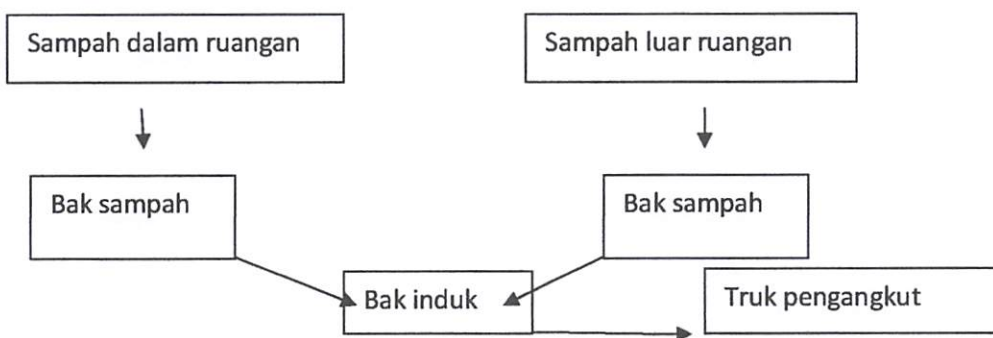 Sampah dalam ruangan
Sampah luar ruangan
Bak sampah
Bak sampah
Bak induk
Truk pengangkut